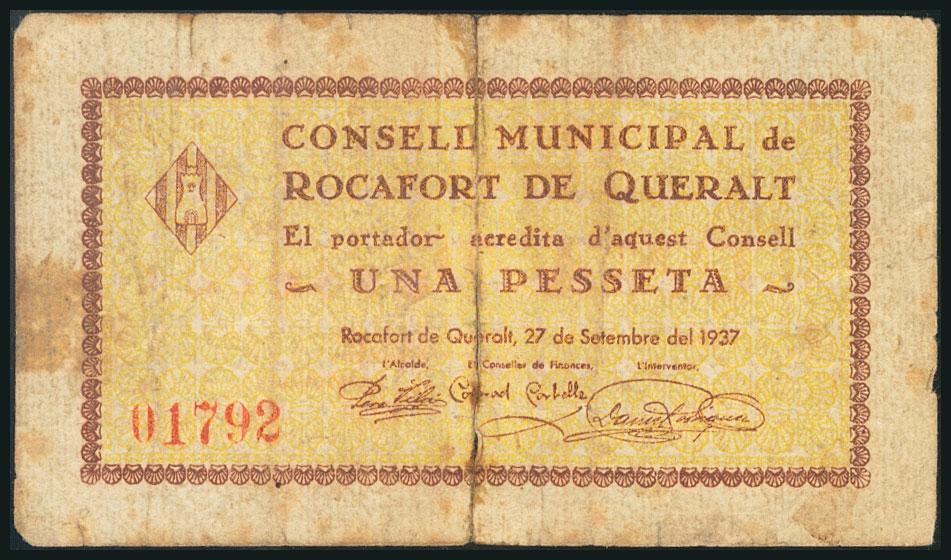 CONSELL MUNICIPAL de
ROCAFORT DE QUERALT
El portador acredita d'aquest Consell
UNA PESSETA
Rocafort de Queralt, 27 de Setembre del 1937
L'Alcalde, El Conseller de Finances, L'Interventor,
01792